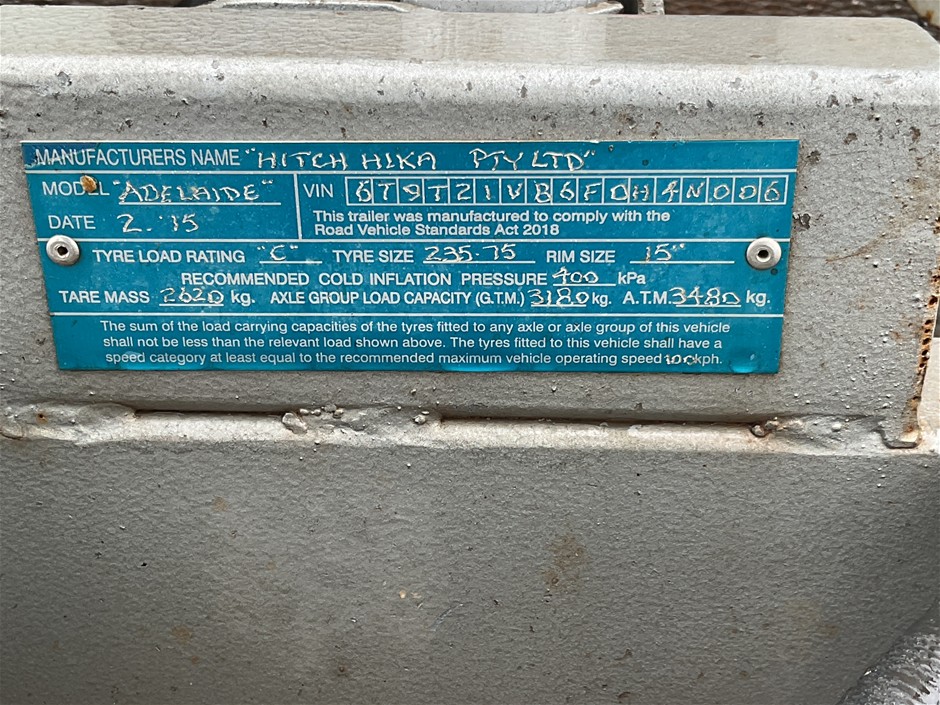 MANUFACTURERS NAME "HITCH HIKA PTY LTD"
MODEL "ADELAIDE" VIN 6T9T21VB6F0H4N006
DATE 2.15 This trailer was manufactured to comply with the
Road Vehicle Standards Act 2018
TYRE LOAD RATING "C" TYRE SIZE 235-75 RIM SIZE 15"
RECOMMENDED COLD INFLATION PRESSURE 400 kPa
TARE MASS 2620 kg. AXLE GROUP LOAD CAPACITY (G.T.M.) 3180 kg. A.T.M. 3480 kg.
The sum of the load carrying capacities of the tyres fitted to any axle or axle group of this vehicle
shall not be less than the relevant load shown above. The tyres fitted to this vehicle shall have a
speed category at least equal to the recommended maximum vehicle operating speed 100kph.